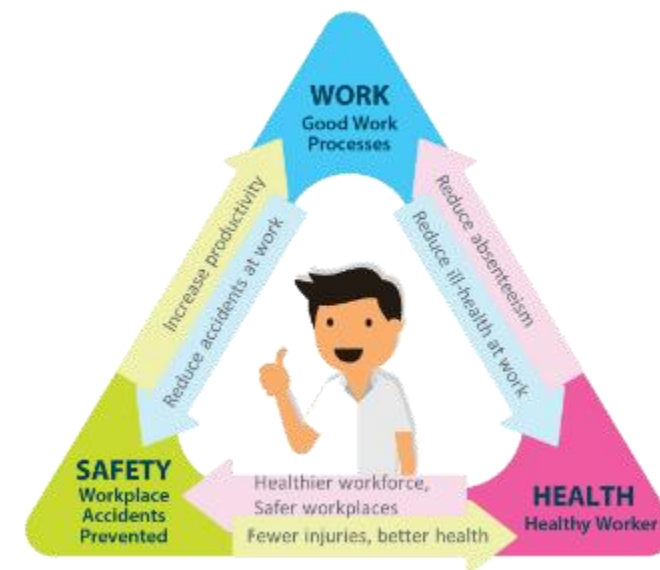 WORK
Good Work
Processes
Increase productivity
Reduce accidents at work
Reduce absenteeism
Reduce ill-health at work
SAFETY
Workplace
Accidents
Prevented
Healthier workforce,
Safer workplaces
Fewer injuries, better health
HEALTH
Healthy Worker